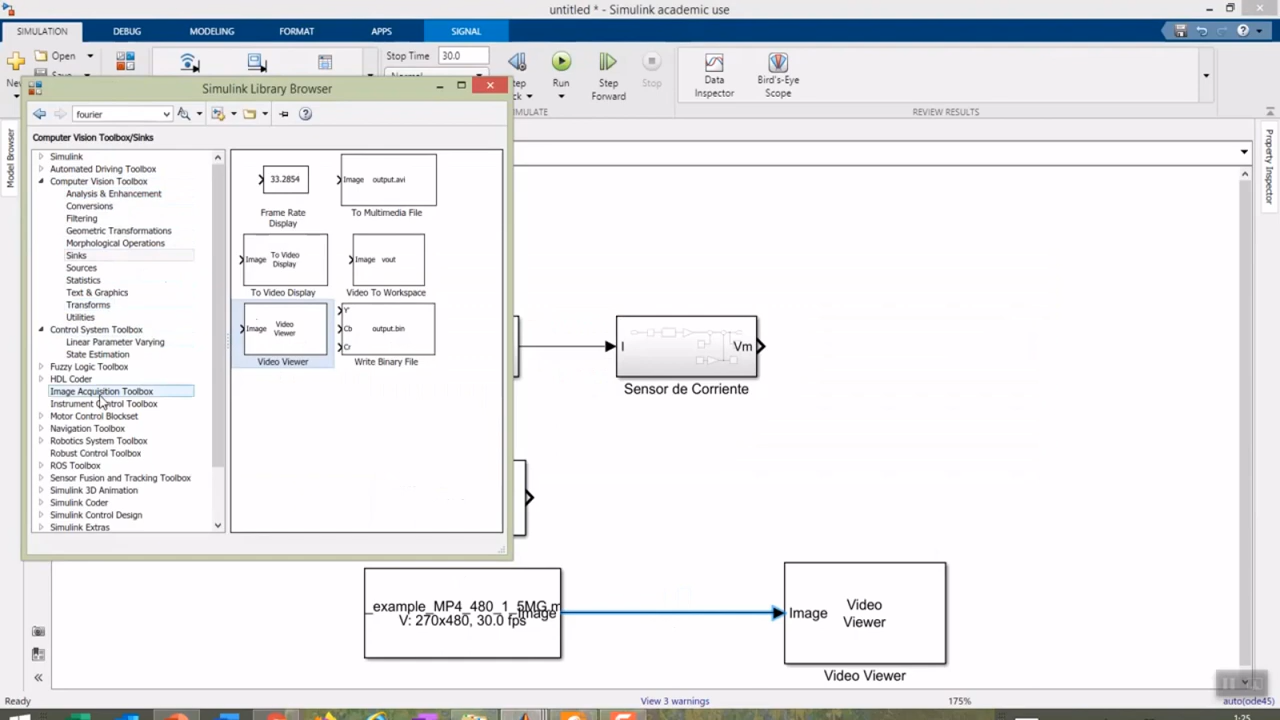 untitled * - Simulink academic use
SIMULATION DEBUG MODELING FORMAT APPS SIGNAL
Open Stop Time 30.0
New Run Step Forward Stop
Data Inspector Bird's-Eye Scope
REVIEW RESULTS
Simulink Library Browser
fourier
Computer Vision Toolbox/Sinks
Simulink
Automated Driving Toolbox
Computer Vision Toolbox
Analysis & Enhancement
Conversions
Filtering
Geometric Transformations
Morphological Operations
Sinks
Sources
Statistics
Text & Graphics
Transforms
Utilities
Control System Toolbox
Linear Parameter Varying
State Estimation
Fuzzy Logic Toolbox
HDL Coder
Image Acquisition Toolbox
Instrument Control Toolbox
Motor Control Blockset
Navigation Toolbox
Robotics System Toolbox
Robust Control Toolbox
ROS Toolbox
Sensor Fusion and Tracking Toolbox
Simulink 3D Animation
Simulink Coder
Simulink Control Design
Simulink Extras
33.2854
Frame Rate
Display
Image output.avi
To Multimedia File
Image To Video
Display
To Video Display
Image vout
Video To Workspace
Image Video
Viewer
Video Viewer
Y'
Cb output.bin
Cr
Write Binary File
Model Browser
Property Inspector
I Vm
Sensor de Corriente
_example_MP4_480_1_5MG.m
Image
V: 270x480, 30.0 fps
Image Video
Viewer
Video Viewer
Ready View 3 warnings 175% auto(ode45)
1:25